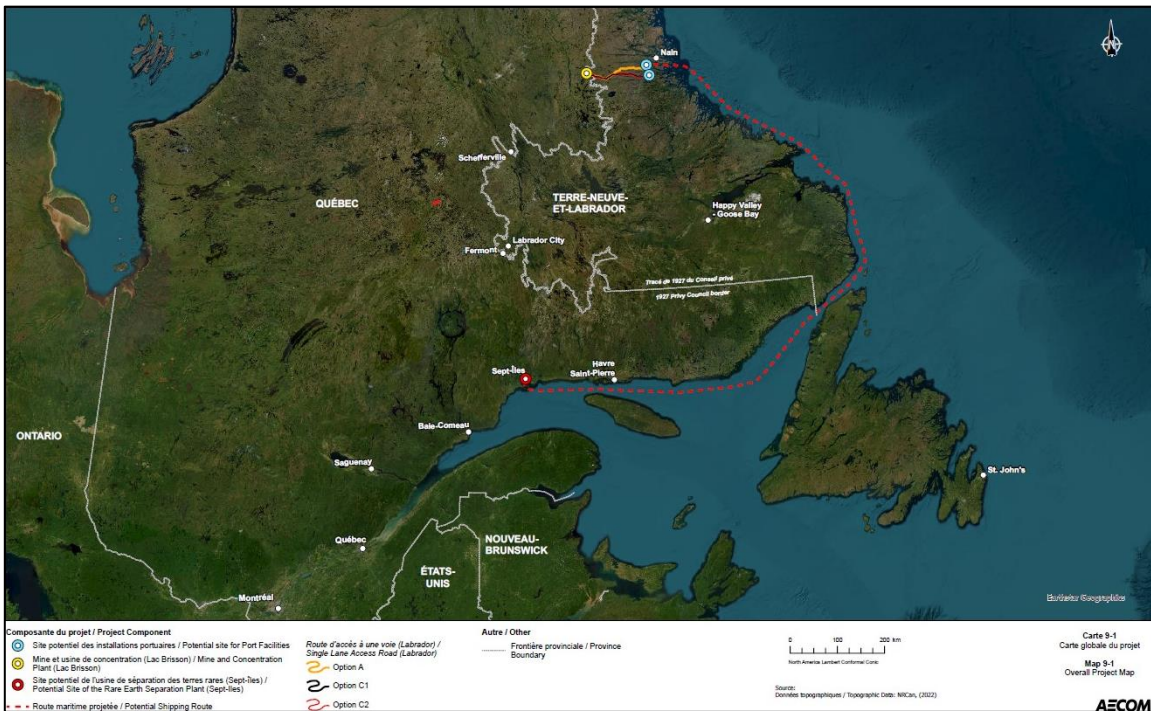 Nain
Schefferville
QUÉBEC
TERRE-NEUVE-
ET-LABRADOR
Happy Valley
- Goose Bay
Labrador City
Fermont
Tracé de 1927 du Conseil privé
1927 Privy Council border
Sept-Îles
Havre
Saint-Pierre
Baie-Comeau
ONTARIO
Saguenay
St. John's
Québec
NOUVEAU-
BRUNSWICK
ÉTATS-
UNIS
Montréal
Earthstar Geographics
Composante du projet / Project Component
Site potentiel des installations portuaires / Potential site for Port Facilities
Mine et usine de concentration (Lac Brisson) / Mine and Concentration
Plant (Lac Brisson)
Site potentiel de l'usine de séparation des terres rares (Sept-Îles) /
Potential Site of the Rare Earth Separation Plant (Sept-Iles)
Route maritime projetée / Potential Shipping Route
Route d'accès à une voie (Labrador) /
Single Lane Access Road (Labrador)
Option A
Option C1
Option C2
Autre / Other
Frontière provinciale / Province
Boundary
0 100 200 km
North America Lambert Conformal Conic
Source:
Données topographiques / Topographic Data: NRCan, (2022)
Carte 9-1
Carte globale du projet
Map 9-1
Overall Project Map
AECOM